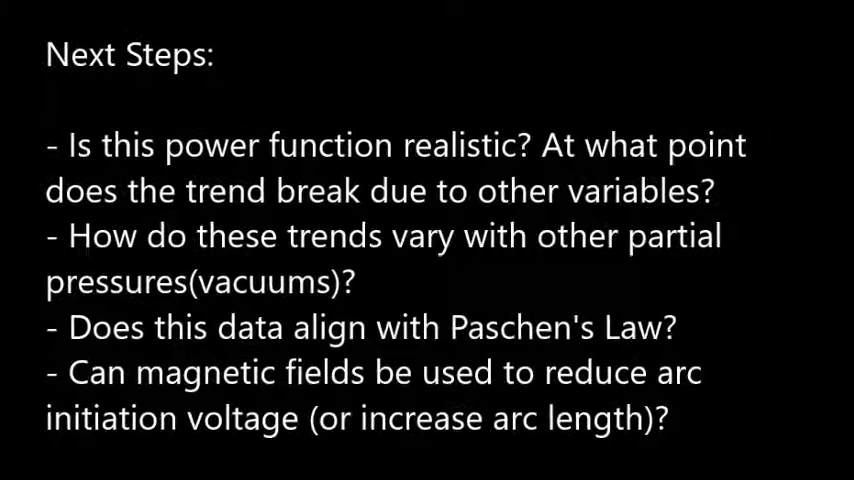 Next Steps:
- Is this power function realistic? At what point
does the trend break due to other variables?
- How do these trends vary with other partial
pressures(vacuums)?
- Does this data align with Paschen's Law?
- Can magnetic fields be used to reduce arc
initiation voltage (or increase arc length)?